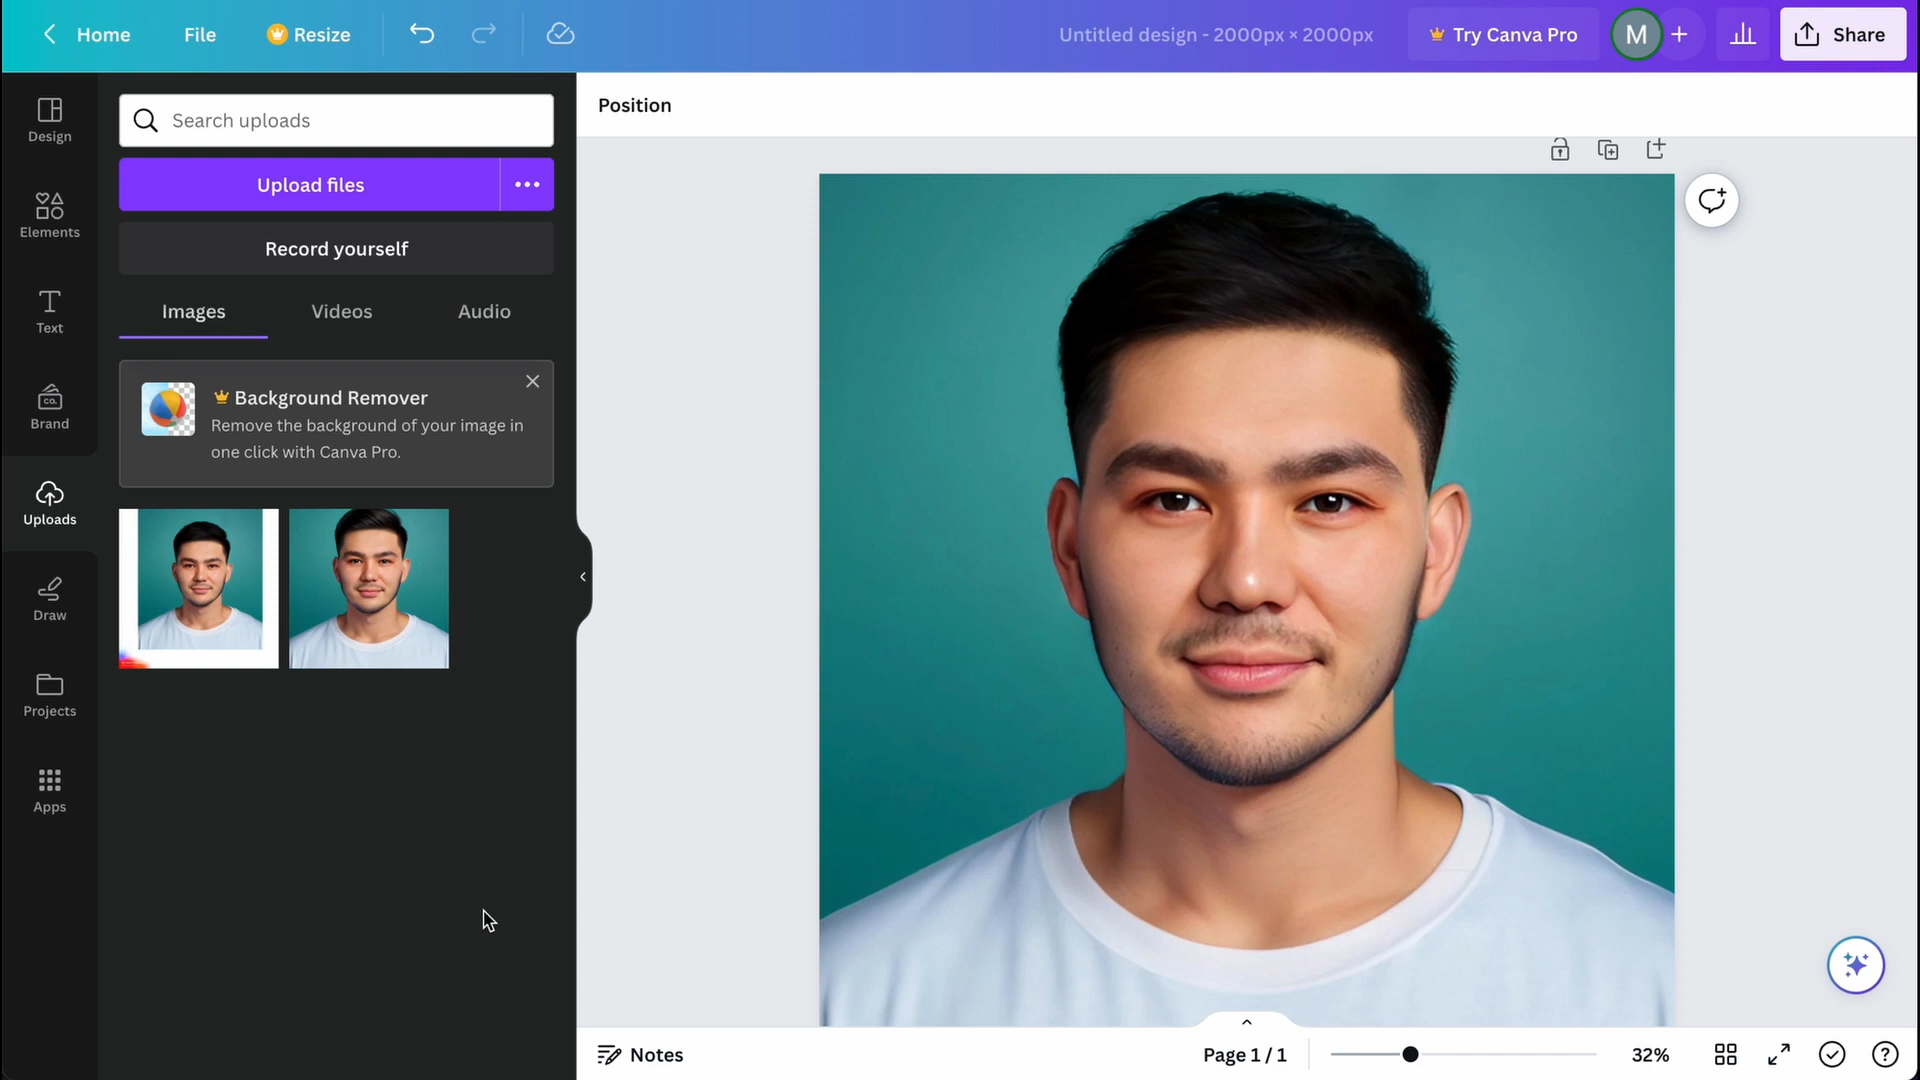 Home
File
Resize
Untitled design - 2000px × 2000px
Try Canva Pro
M
Share
Design
Elements
Text
CO.
Brand
Uploads
Draw
Projects
Apps
Search uploads
Upload files
Record yourself
Images
Videos
Audio
Background Remover
Remove the background of your image in
one click with Canva Pro.
Position
Notes
Page 1 / 1
32%